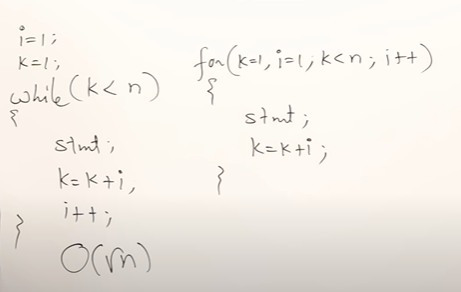 i=1;
k=1;
while(k<n)
{
stmt;
k=k+i,
i++;
}
O(√n)
for(k=1,i=1;k<n;i++)
{
stmt;
k=k+i;
}